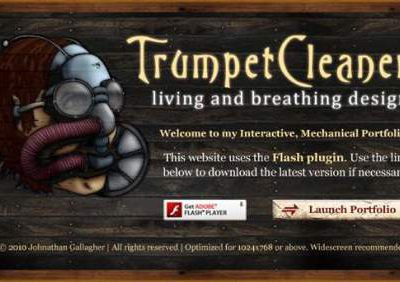 TrumpetCleaner
living and breathing design
Welcome to my Interactive, Mechanical Portfoli
This website uses the Flash plugin. Use the lin
below to download the latest version if necessar
Get ADOBE®
FLASH® PLAYER
Launch Portfolio
© 2010 Johnathan Gallagher | All rights reserved | Optimized for 1024x768 or above. Widescreen recommende